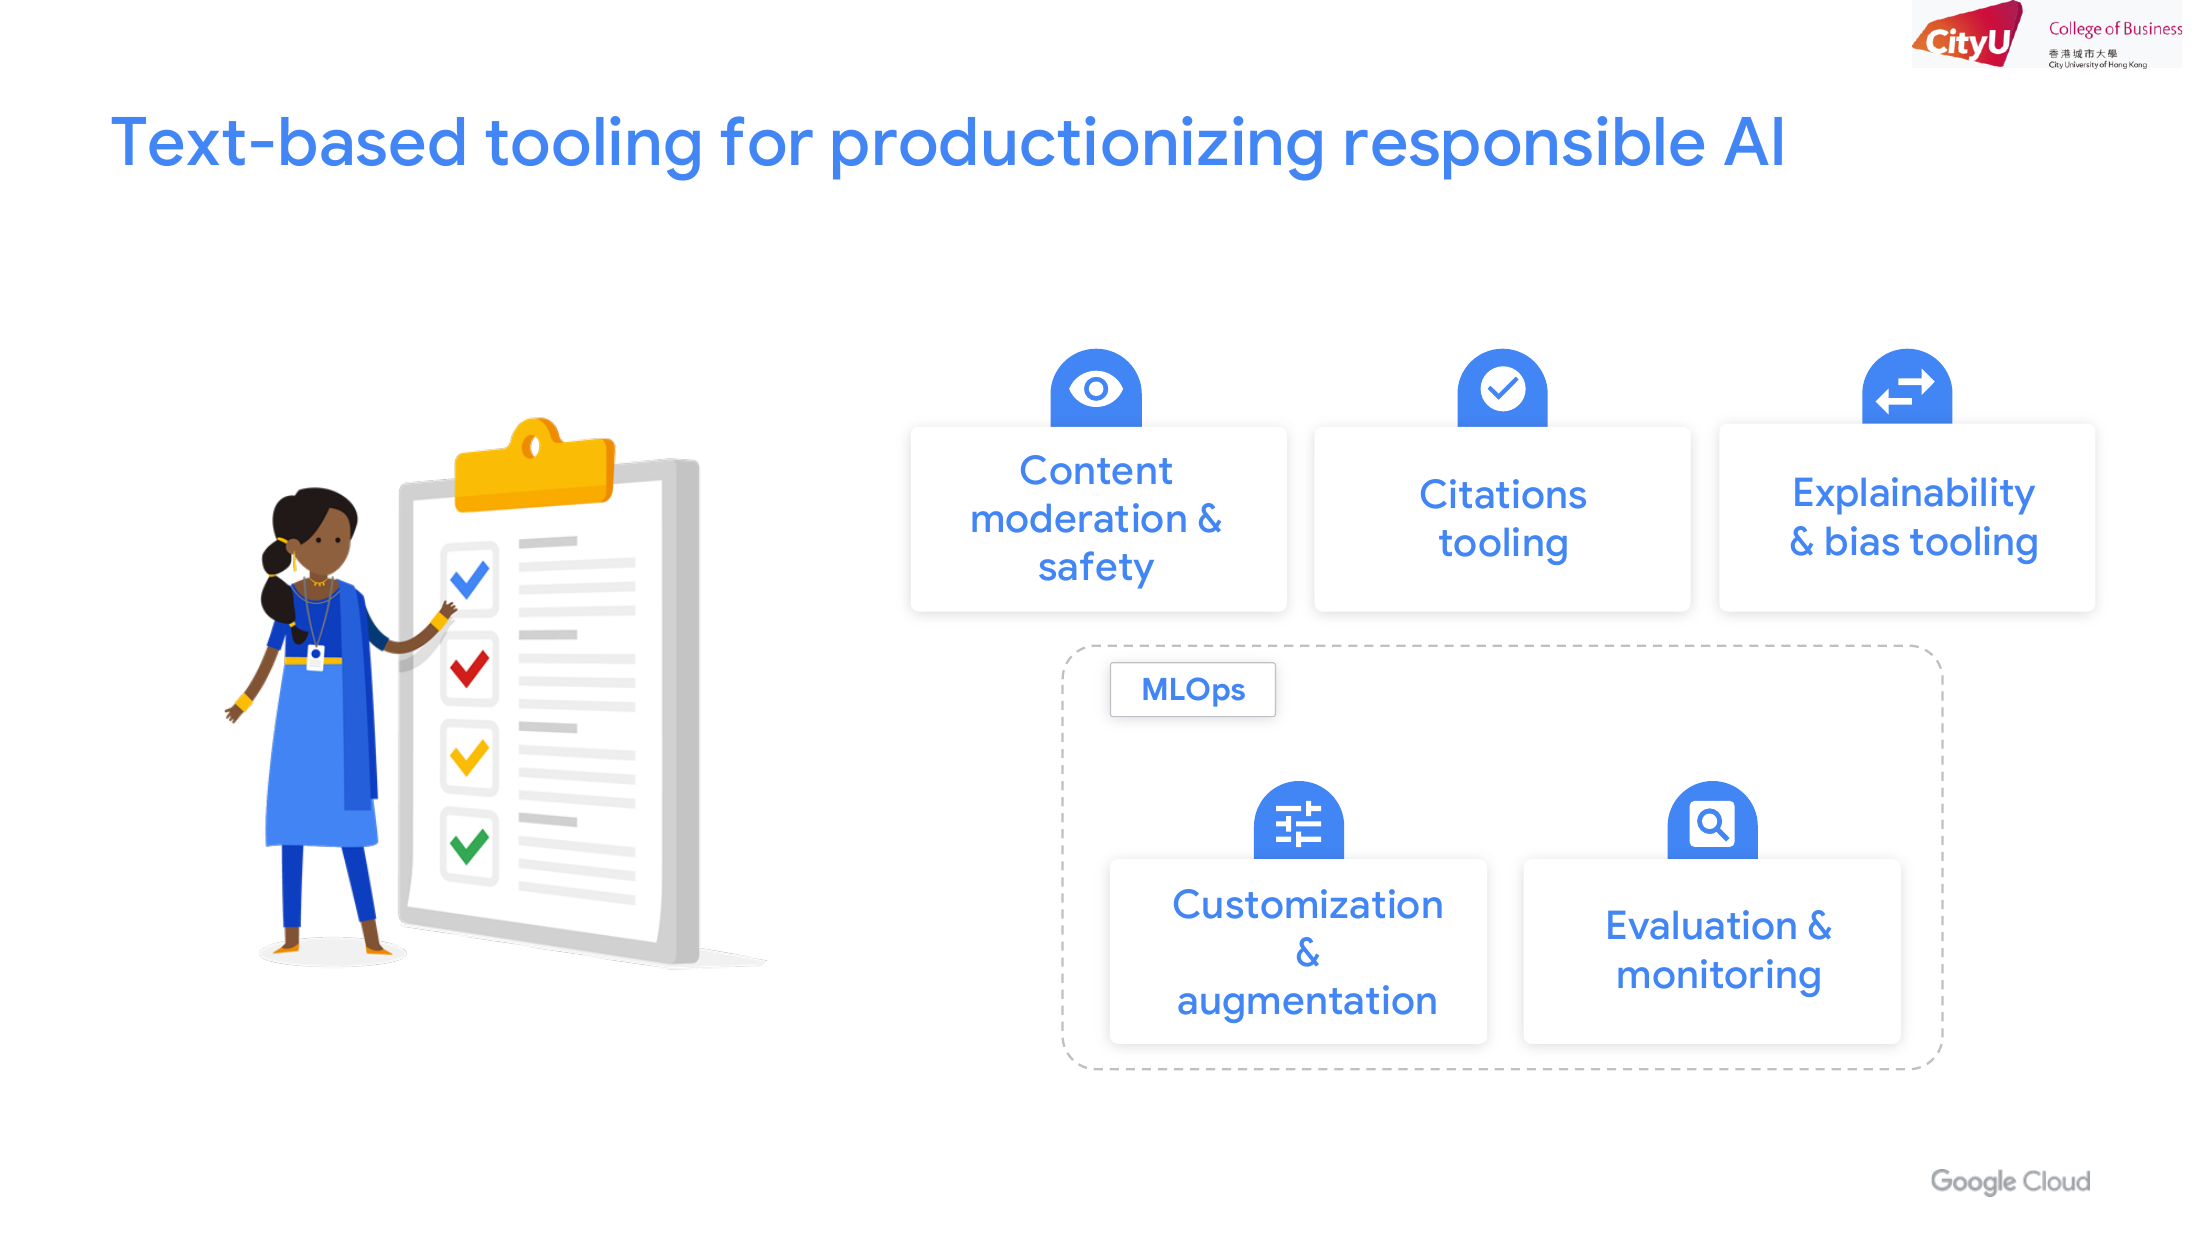 CityU
College of Business
香港城市大學
City University of Hong Kong
Text-based tooling for productionizing responsible AI
Content
moderation &
safety
Citations
tooling
Explainability
& bias tooling
MLOps
Customization
&
augmentation
Evaluation &
monitoring
Google Cloud